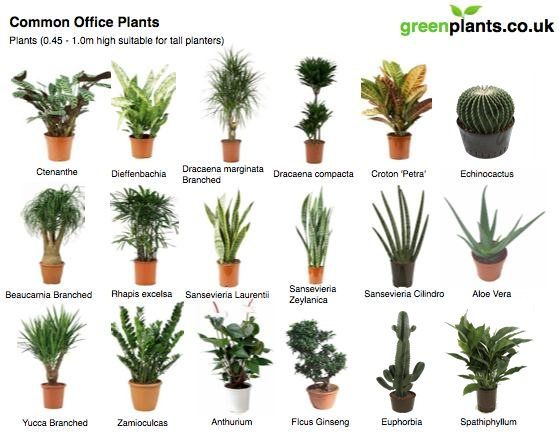 Common Office Plants
greenplants.co.uk
Plants (0.45 - 1.0m high suitable for tall planters)
Ctenanthe
Dieffenbachia
Dracaena marginata
Branched
Dracaena compacta
Croton 'Petra'
Echinocactus
Beaucarnia Branched
Rhapis excelsa
Sansevieria Laurentii
Sansevieria
Zeylanica
Sansevieria Cilindro
Aloe Vera
Yucca Branched
Zamioculcas
Anthurium
FIcus Ginseng
Euphorbia
Spathiphyllum